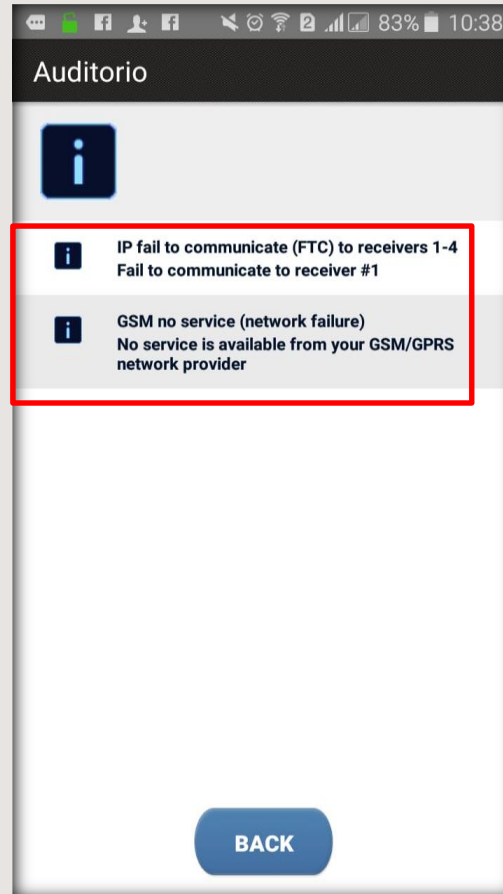 2 83% 10:38
Auditorio
IP fail to communicate (FTC) to receivers 1-4
Fail to communicate to receiver #1
GSM no service (network failure)
No service is available from your GSM/GPRS
network provider
BACK